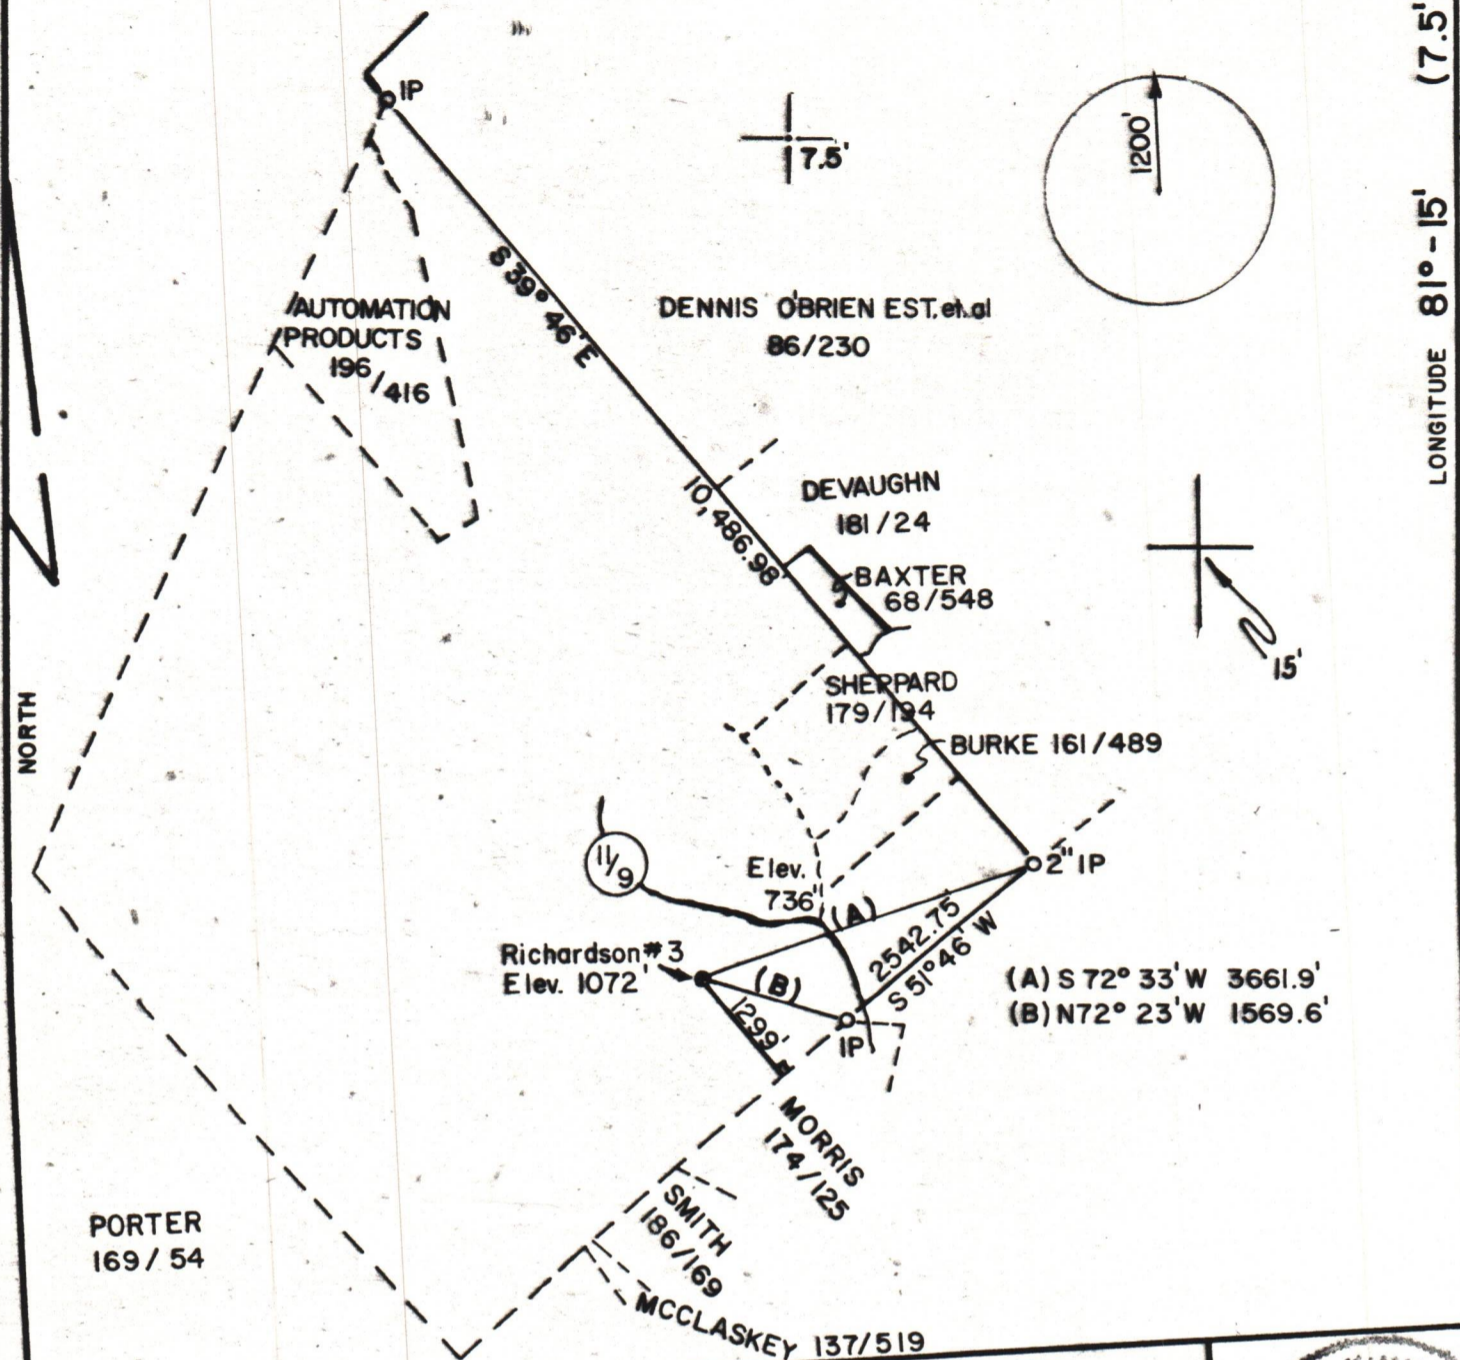 IP
7.5'
1200'
LONGITUDE 81° - 15' (7.5'
S 39° 46' E
10,486.98'
AUTOMATION
PRODUCTS
196/416
DENNIS O'BRIEN EST. et.al
86/230
DEVAUGHN
181/24
BAXTER
68/548
15'
SHEPPARD
179/194
BURKE 161/489
NORTH
11/9
Elev.
736'
2" IP
(A)
2542.75'
S 51° 46' W
Richardson #3
Elev. 1072'
(B)
1299'
IP
(A) S 72° 33' W 3661.9'
(B) N72° 23' W 1569.6'
MORRIS
174/125
SMITH
186/169
MCCLASKEY 137/519
PORTER
169/54